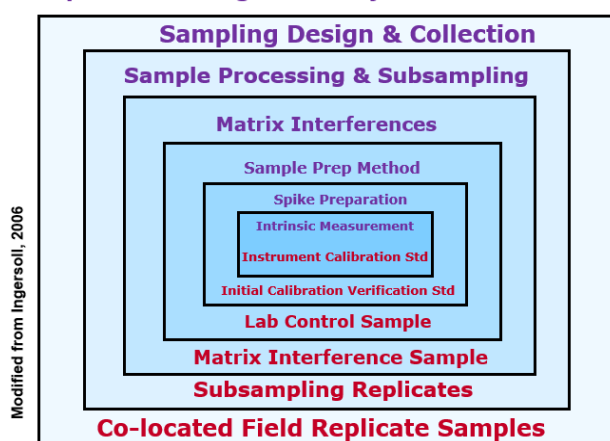 Sampling Design & Collection
Sample Processing & Subsampling
Matrix Interferences
Sample Prep Method
Spike Preparation
Intrinsic Measurement
Instrument Calibration Std
Initial Calibration Verification Std
Lab Control Sample
Matrix Interference Sample
Subsampling Replicates
Co-located Field Replicate Samples
Modified from Ingersoll, 2006